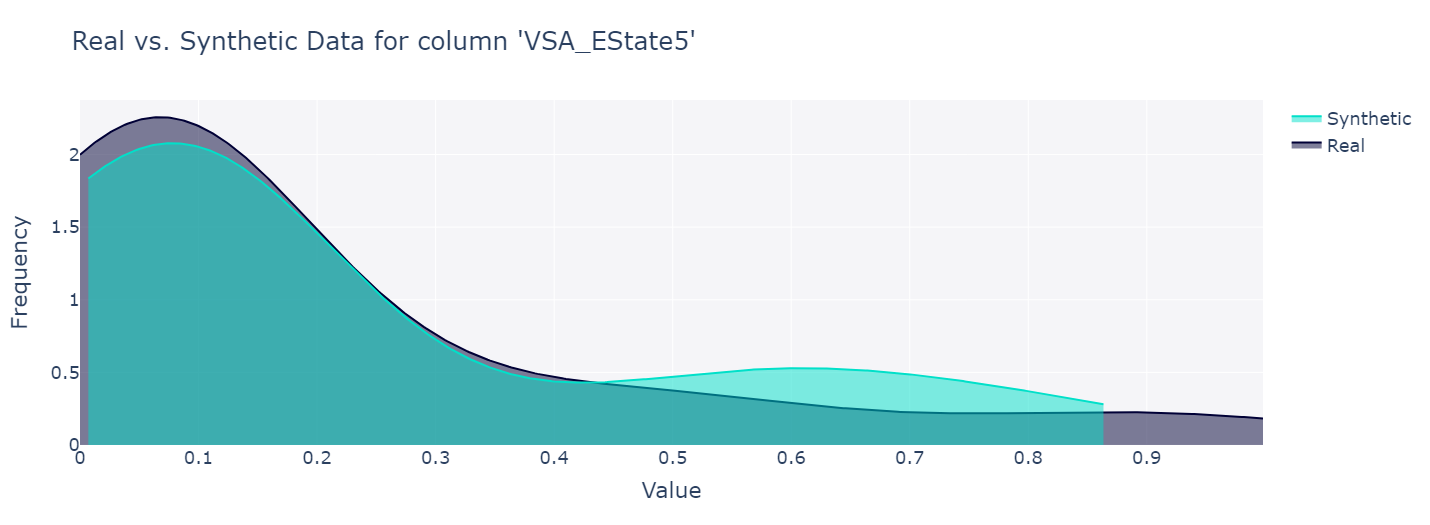 Real vs. Synthetic Data for column 'VSA_EState5'
Synthetic
Real
Frequency
2
1.5
1
0.5
0
0 0.1 0.2 0.3 0.4 0.5 0.6 0.7 0.8 0.9
Value